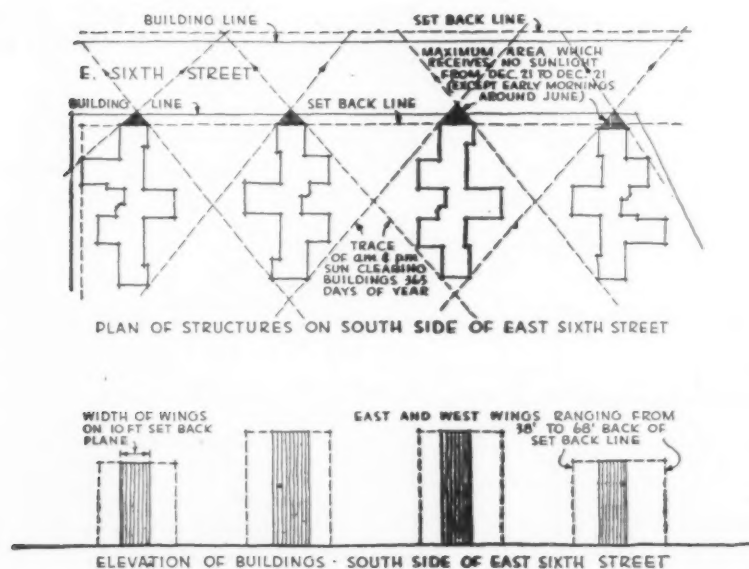 BUILDING LINE
SET BACK LINE
MAXIMUM AREA WHICH
RECEIVES NO SUNLIGHT
FROM DEC. 21 TO DEC. 21
(EXCEPT EARLY MORNINGS
AROUND JUNE)
E. SIXTH STREET
BUILDING LINE
SET BACK LINE
TRACE
OF a.m & p.m
SUN CLEARING
BUILDINGS 365
DAYS OF YEAR
PLAN OF STRUCTURES ON SOUTH SIDE OF EAST SIXTH STREET
WIDTH OF WINGS
ON 10 FT SET BACK
PLANE
EAST AND WEST WINGS RANGING FROM
38' TO 68' BACK OF
SET BACK LINE
ELEVATION OF BUILDINGS - SOUTH SIDE OF EAST SIXTH STREET